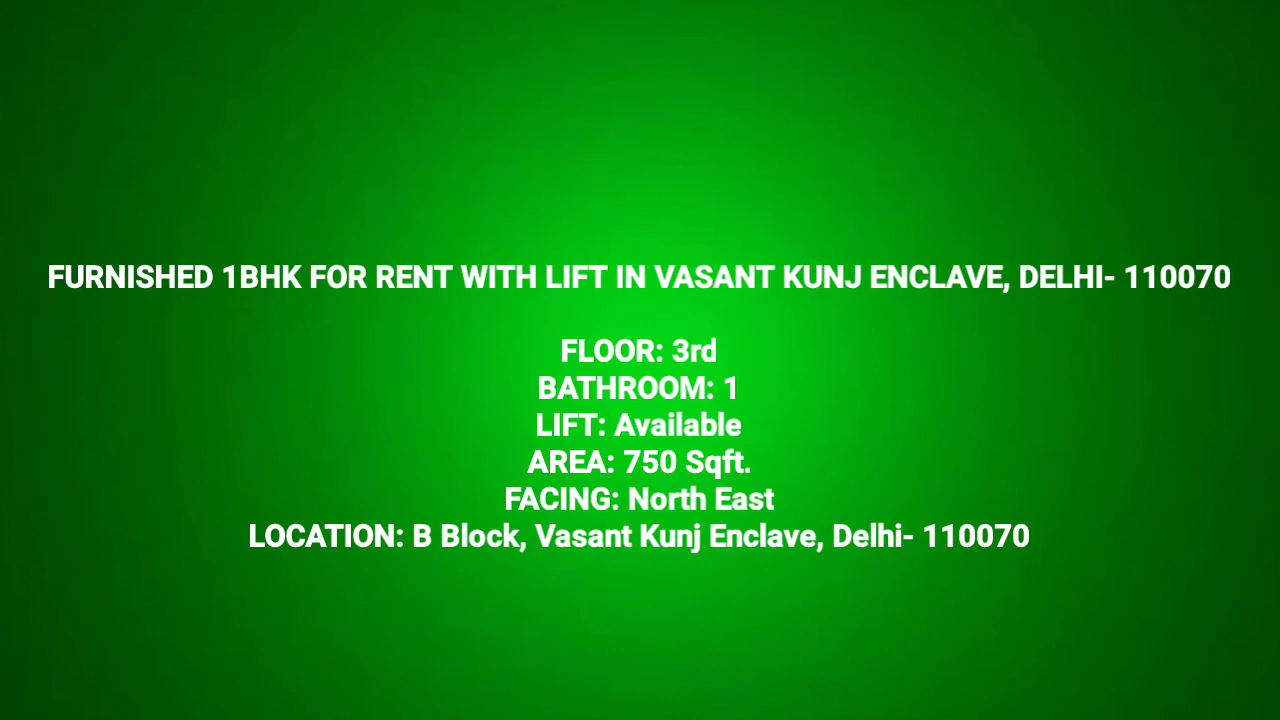 FURNISHED 1BHK FOR RENT WITH LIFT IN VASANT KUNJ ENCLAVE, DELHI- 110070
FLOOR: 3rd
BATHROOM: 1
LIFT: Available
AREA: 750 Sqft.
FACING: North East
LOCATION: B Block, Vasant Kunj Enclave, Delhi- 110070